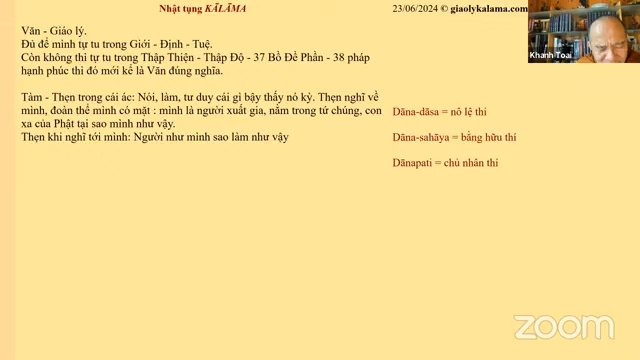 Nhật tụng KĀLĀMA
23/06/2024 © giaolykalama.com
Văn - Giáo lý.
Đủ để mình tự tu trong Giới - Định - Tuệ.
Còn không thì tự tu trong Thập Thiện - Thập Độ - 37 Bồ Đề Phần - 38 pháp
hạnh phúc thì đó mới kể là Văn đúng nghĩa.
Tàm - Thẹn trong cái ác: Nói, làm, tư duy cái gì bậy thấy nó kỳ. Thẹn nghĩ về
mình, đoàn thể mình có mặt : mình là người xuất gia, nằm trong tứ chúng, con
xa của Phật tại sao mình như vậy.
Thẹn khi nghĩ tới mình: Người như mình sao làm như vậy
Dāna-dāsa = nô lệ thí
Dāna-sahāya = bằng hữu thí
Dānapati = chủ nhân thí
Khanh Toai
zoom